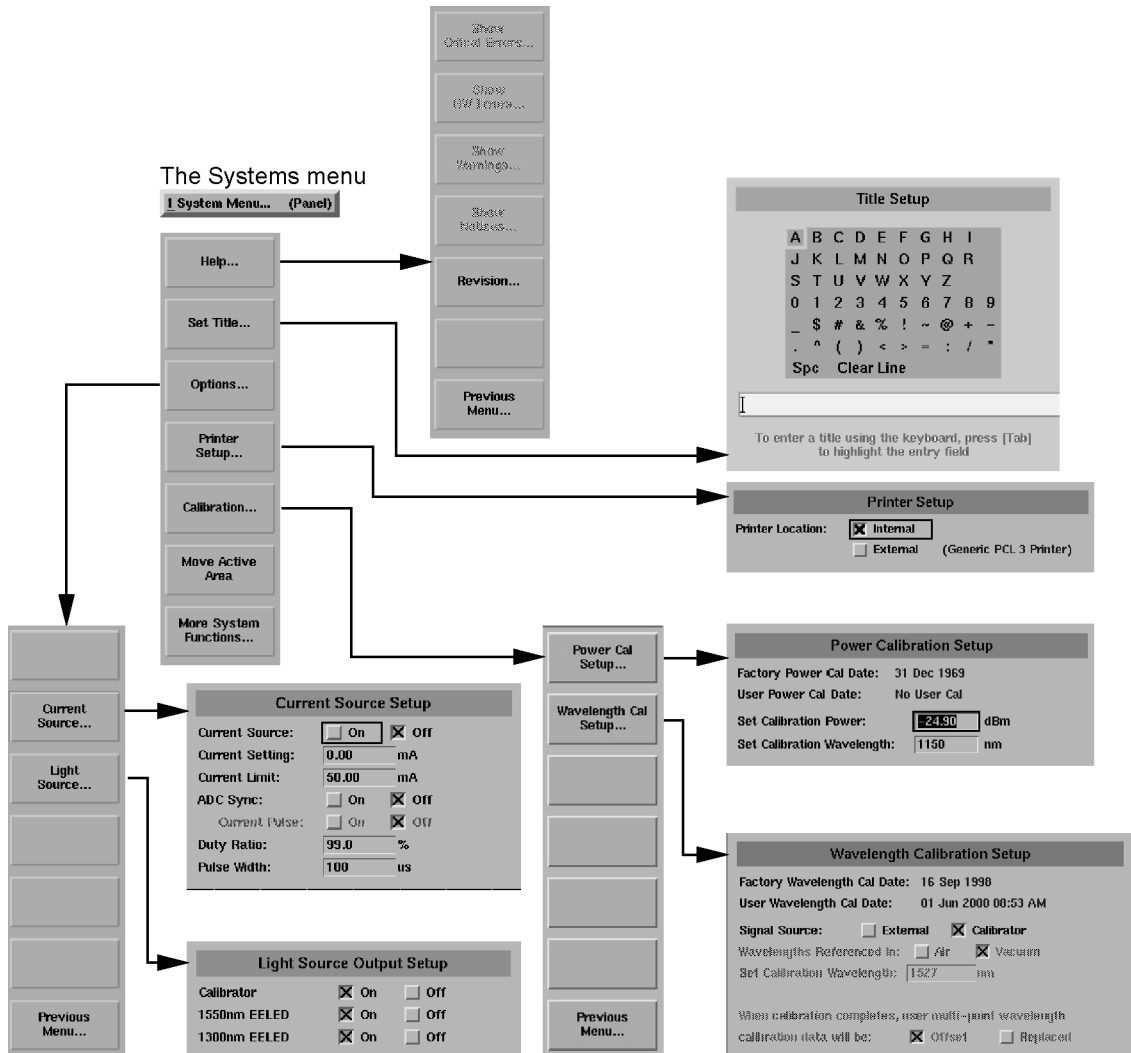 Show
Critical Errors...
Show
HW Errors...
Show
Warnings...
Show
Notices...
Revision...
Previous
Menu...
The Systems menu
1 System Menu... (Panel)
Help...
Set Title...
Options...
Printer
Setup...
Calibration...
Move Active
Area
More System
Functions...
Title Setup
A B C D E F G H I
J K L M N O P Q R
S T U V W X Y Z
0 1 2 3 4 5 6 7 8 9
_ $ # & % ! ~ @ + -
. ^ ( ) < > = : / *
Spc Clear Line
To enter a title using the keyboard, press [Tab]
to highlight the entry field
Printer Setup
Printer Location: Internal
External (Generic PCL 3 Printer)
Current
Source...
Light
Source...
Previous
Menu...
Current Source Setup
Current Source: On Off
Current Setting: 0.00 mA
Current Limit: 50.00 mA
ADC Sync: On Off
Current Pulse: On Off
Duty Ratio: 99.0 %
Pulse Width: 100 us
Light Source Output Setup
Calibrator On Off
1550nm EELED On Off
1300nm EELED On Off
Power Cal
Setup...
Wavelength Cal
Setup...
Previous
Menu...
Power Calibration Setup
Factory Power Cal Date: 31 Dec 1969
User Power Cal Date: No User Cal
Set Calibration Power: -24.90 dBm
Set Calibration Wavelength: 1150 nm
Wavelength Calibration Setup
Factory Wavelength Cal Date: 16 Sep 1998
User Wavelength Cal Date: 01 Jun 2000 08:53 AM
Signal Source: External Calibrator
Wavelengths Referenced In: Air Vacuum
Set Calibration Wavelength: 1527 nm
When calibration completes, user multi-point wavelength
calibration data will be: Offset Replaced